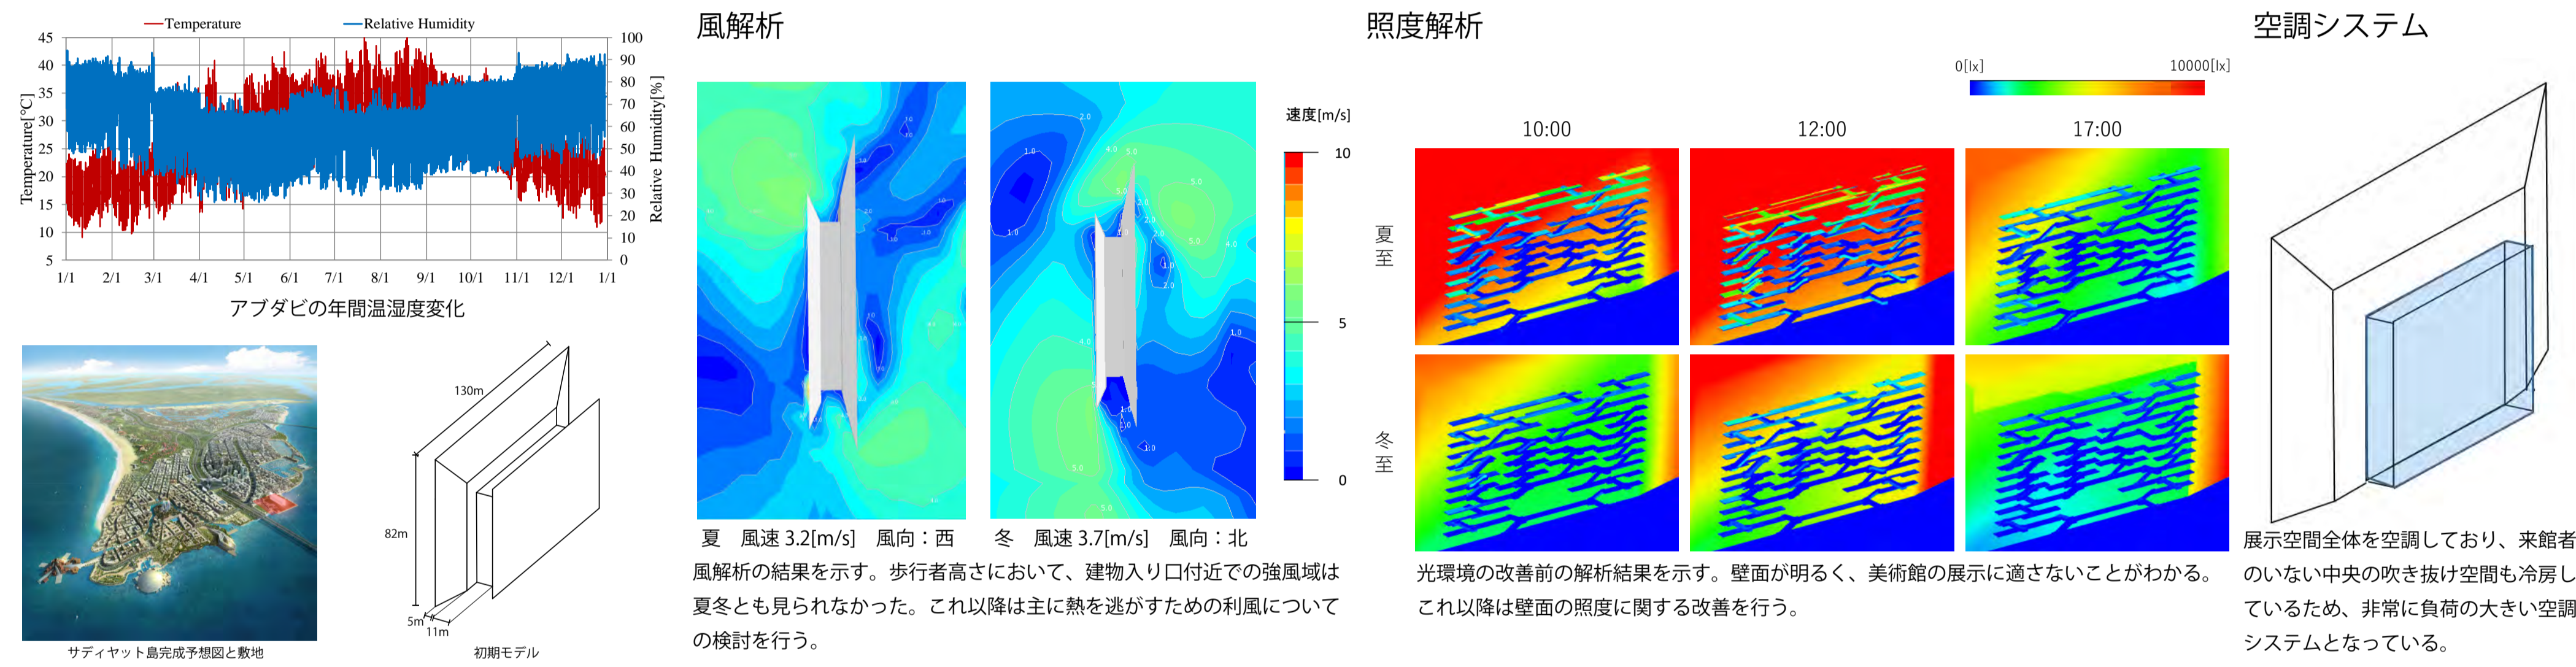 Temperature
Relative Humidity
45
40
35
30
25
20
15
10
5
Temperature[℃]
100
90
80
70
60
50
40
30
20
10
0
Relative Humidity[%]
1/1 2/1 3/1 4/1 5/1 6/1 7/1 8/1 9/1 10/1 11/1 12/1 1/1
アブダビの年間温湿度変化
サディヤット島完成予想図と敷地
130m
82m
5m
11m
初期モデル
風解析
速度[m/s]
10
5
0
夏 風速 3.2[m/s] 風向：西
冬 風速 3.7[m/s] 風向：北
風解析の結果を示す。歩行者高さにおいて、建物入り口付近での強風域は
夏冬とも見られなかった。これ以降は主に熱を逃がすための利風について
の検討を行う。
照度解析
0[lx] 10000[lx]
10:00 12:00 17:00
夏至
冬至
光環境の改善前の解析結果を示す。壁面が明るく、美術館の展示に適さないことがわかる。
これ以降は壁面の照度に関する改善を行う。
空調システム
展示空間全体を空調しており、来館者
のいない中央の吹き抜け空間も冷房し
ているため、非常に負荷の大きい空調
システムとなっている。